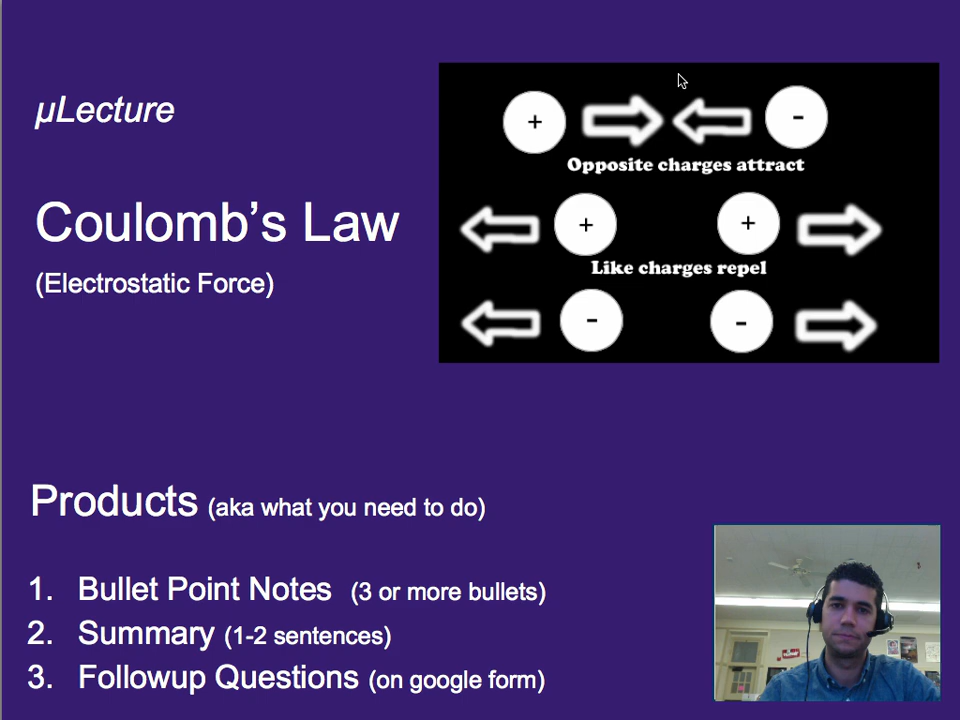 µLecture
Coulomb's Law
(Electrostatic Force)
+ -
Opposite charges attract
+ +
Like charges repel
- -
Products (aka what you need to do)
1. Bullet Point Notes (3 or more bullets)
2. Summary (1-2 sentences)
3. Followup Questions (on google form)